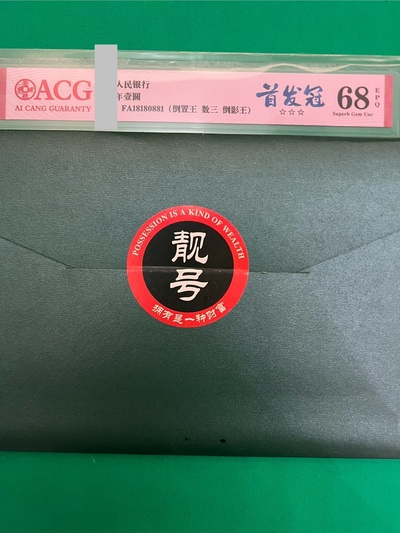 ACG
AI CANG GUARANTY
人民银行
年壹圆
FA18180881 (倒置王 数三 倒影王)
首发冠
☆☆☆
68
EPQ
Superb Gem Unc
POSSESSION IS A KIND OF WEALTH
靓号
拥有是一种财富